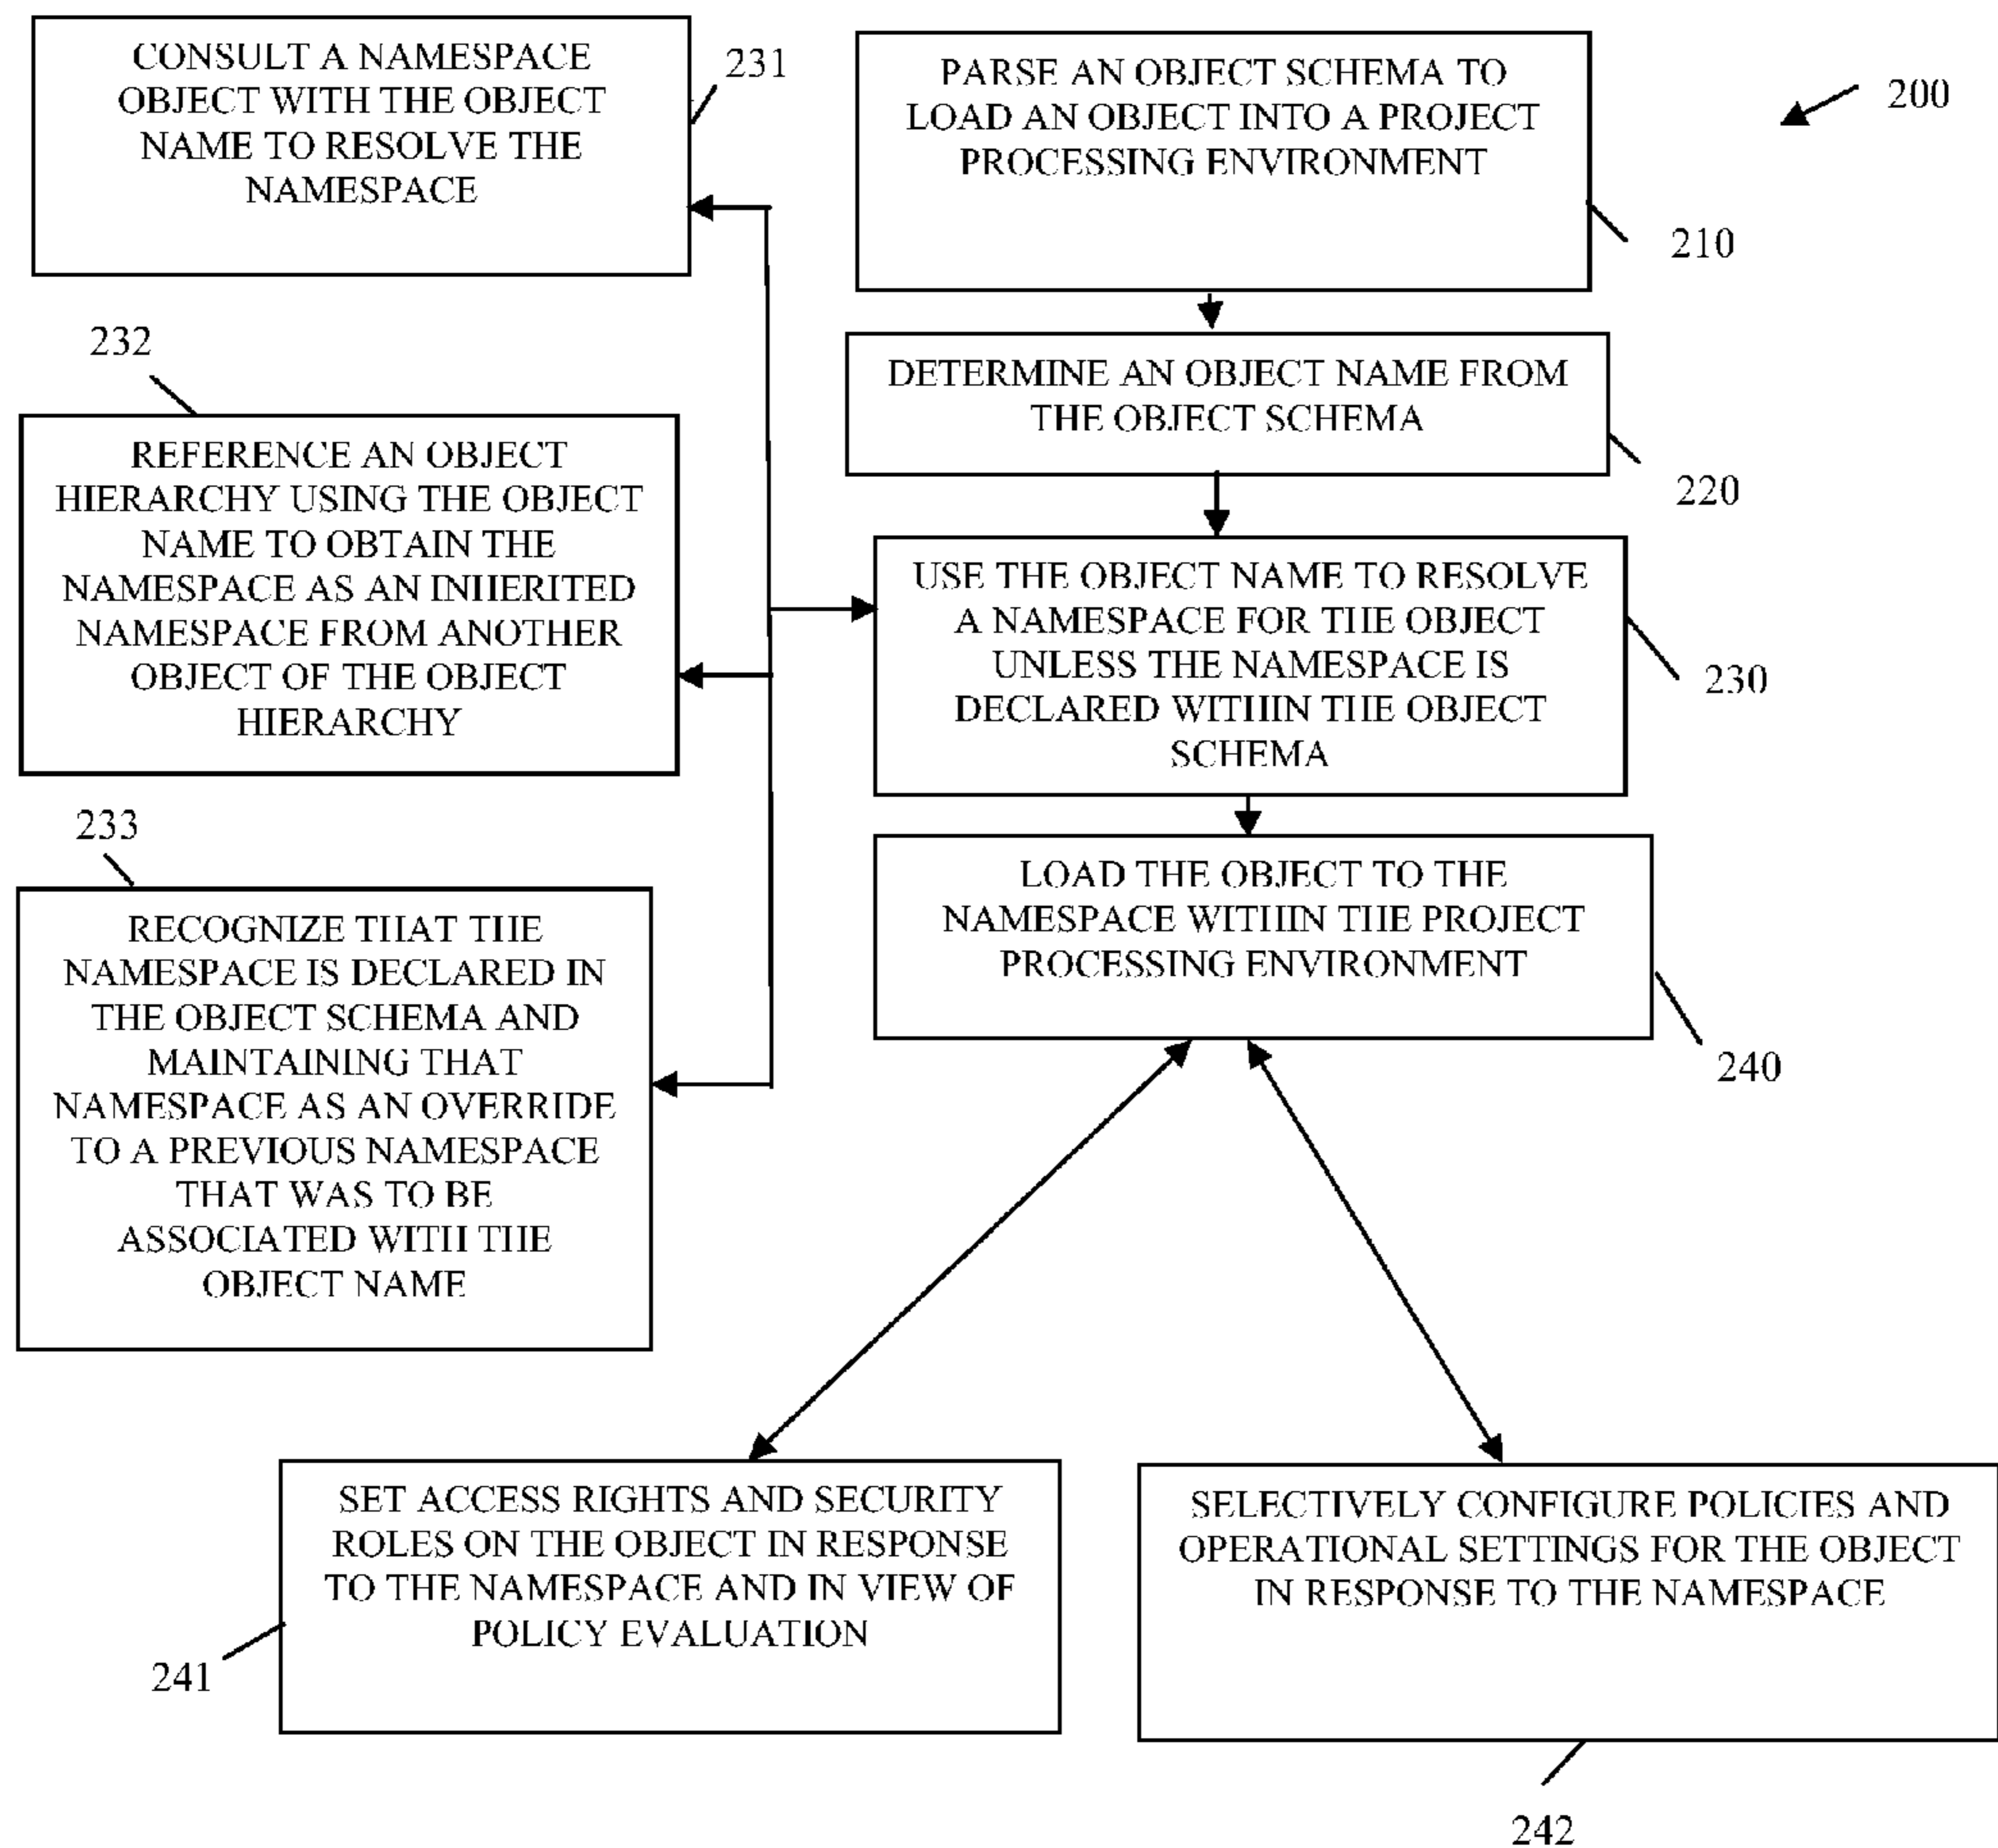 200
PARSE AN OBJECT SCHEMA TO
LOAD AN OBJECT INTO A PROJECT
PROCESSING ENVIRONMENT
210
DETERMINE AN OBJECT NAME FROM
THE OBJECT SCHEMA
220
USE THE OBJECT NAME TO RESOLVE
A NAMESPACE FOR THE OBJECT
UNLESS THE NAMESPACE IS
DECLARED WITHIN THE OBJECT
SCHEMA
230
CONSULT A NAMESPACE
OBJECT WITH THE OBJECT
NAME TO RESOLVE THE
NAMESPACE
231
232
REFERENCE AN OBJECT
HIERARCHY USING THE OBJECT
NAME TO OBTAIN THE
NAMESPACE AS AN INHERITED
NAMESPACE FROM ANOTHER
OBJECT OF THE OBJECT
HIERARCHY
233
RECOGNIZE THAT THE
NAMESPACE IS DECLARED IN
THE OBJECT SCHEMA AND
MAINTAINING THAT
NAMESPACE AS AN OVERRIDE
TO A PREVIOUS NAMESPACE
THAT WAS TO BE
ASSOCIATED WITH THE
OBJECT NAME
LOAD THE OBJECT TO THE
NAMESPACE WITHIN THE PROJECT
PROCESSING ENVIRONMENT
240
SET ACCESS RIGHTS AND SECURITY
ROLES ON THE OBJECT IN RESPONSE
TO THE NAMESPACE AND IN VIEW OF
POLICY EVALUATION
241
SELECTIVELY CONFIGURE POLICIES AND
OPERATIONAL SETTINGS FOR THE OBJECT
IN RESPONSE TO THE NAMESPACE
242